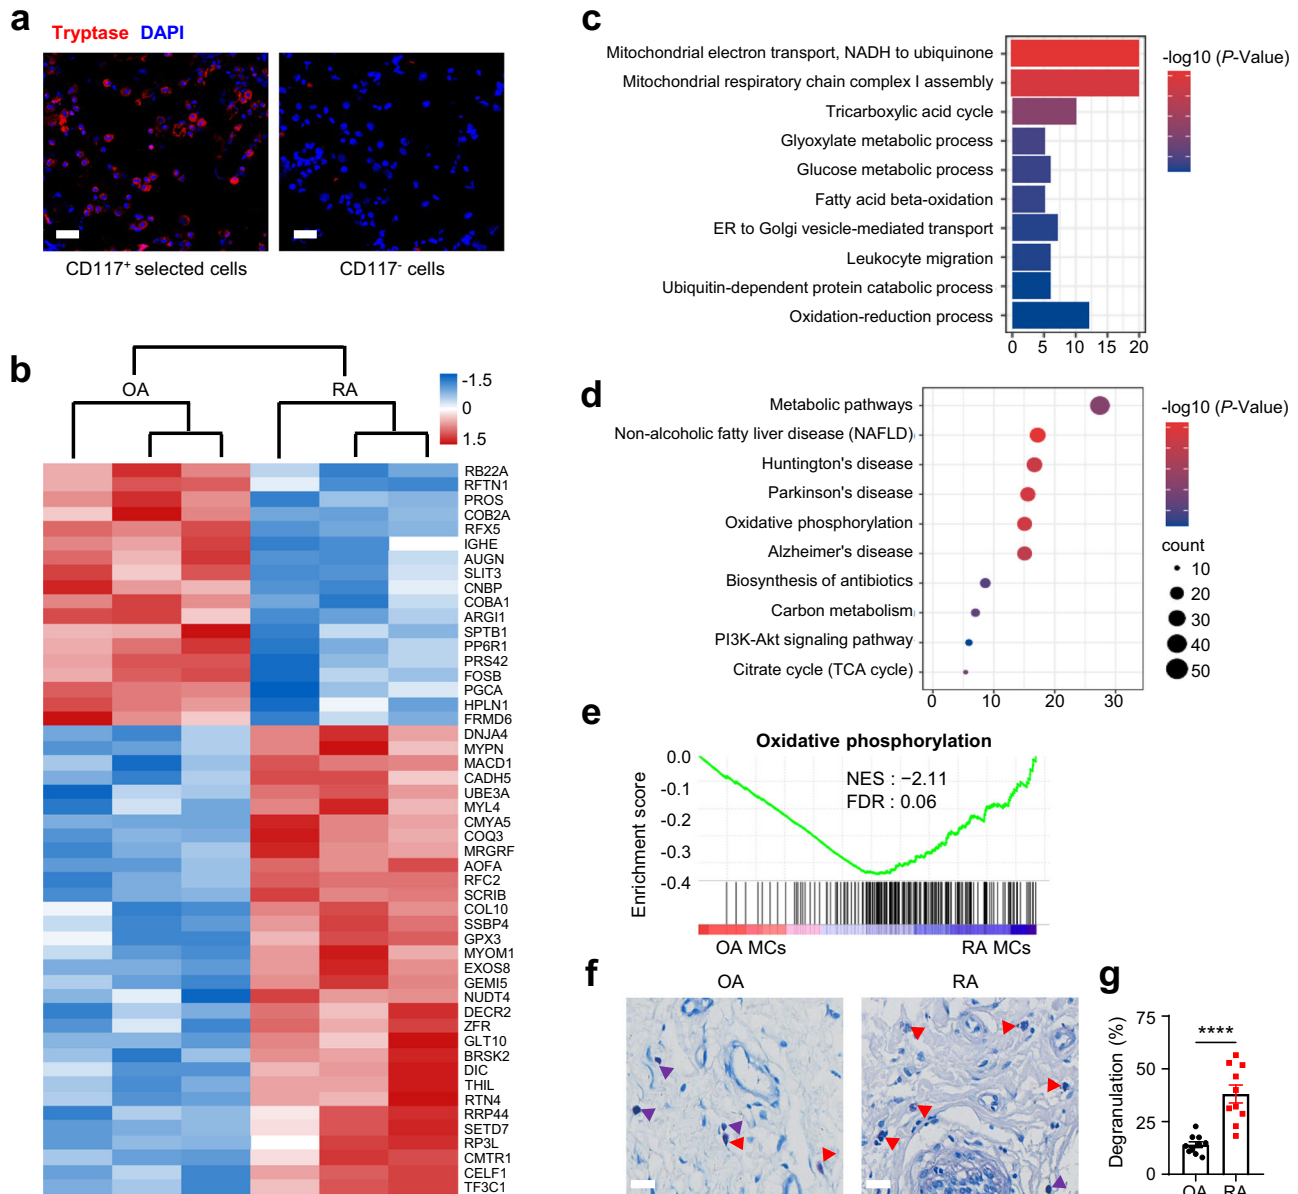 a
Tryptase DAPI
CD117+ selected cells
CD117- cells
b
OA
RA
-1.5
0
1.5
RB22A
RFTN1
PROS
COB2A
RFX5
IGHE
AUGN
SLIT3
CNBP
COBA1
ARGI1
SPTB1
PP6R1
PRS42
FOSB
PGCA
HPLN1
FRMD6
DNJA4
MYPN
MACD1
CADH5
UBE3A
MYL4
CMYA5
COQ3
MRGRF
AOFA
RFC2
SCRIB
COL10
SSBP4
GPX3
MYOM1
EXOS8
GEMI5
NUDT4
DECR2
ZFR
GLT10
BRSK2
DIC
THIL
RTN4
RRP44
SETD7
RP3L
CMTR1
CELF1
TF3C1
c
Mitochondrial electron transport, NADH to ubiquinone
Mitochondrial respiratory chain complex I assembly
Tricarboxylic acid cycle
Glyoxylate metabolic process
Glucose metabolic process
Fatty acid beta-oxidation
ER to Golgi vesicle-mediated transport
Leukocyte migration
Ubiquitin-dependent protein catabolic process
Oxidation-reduction process
0 5 10 15 20
-log10 (P-Value)
d
Metabolic pathways
Non-alcoholic fatty liver disease (NAFLD)
Huntington's disease
Parkinson's disease
Oxidative phosphorylation
Alzheimer's disease
Biosynthesis of antibiotics
Carbon metabolism
PI3K-Akt signaling pathway
Citrate cycle (TCA cycle)
0 10 20 30
-log10 (P-Value)
count
10
20
30
40
50
e
Oxidative phosphorylation
NES : −2.11
FDR : 0.06
Enrichment score
0.0
-0.1
-0.2
-0.3
-0.4
OA MCs
RA MCs
f
OA
RA
g
Degranulation (%)
75
50
25
0
****
OA RA